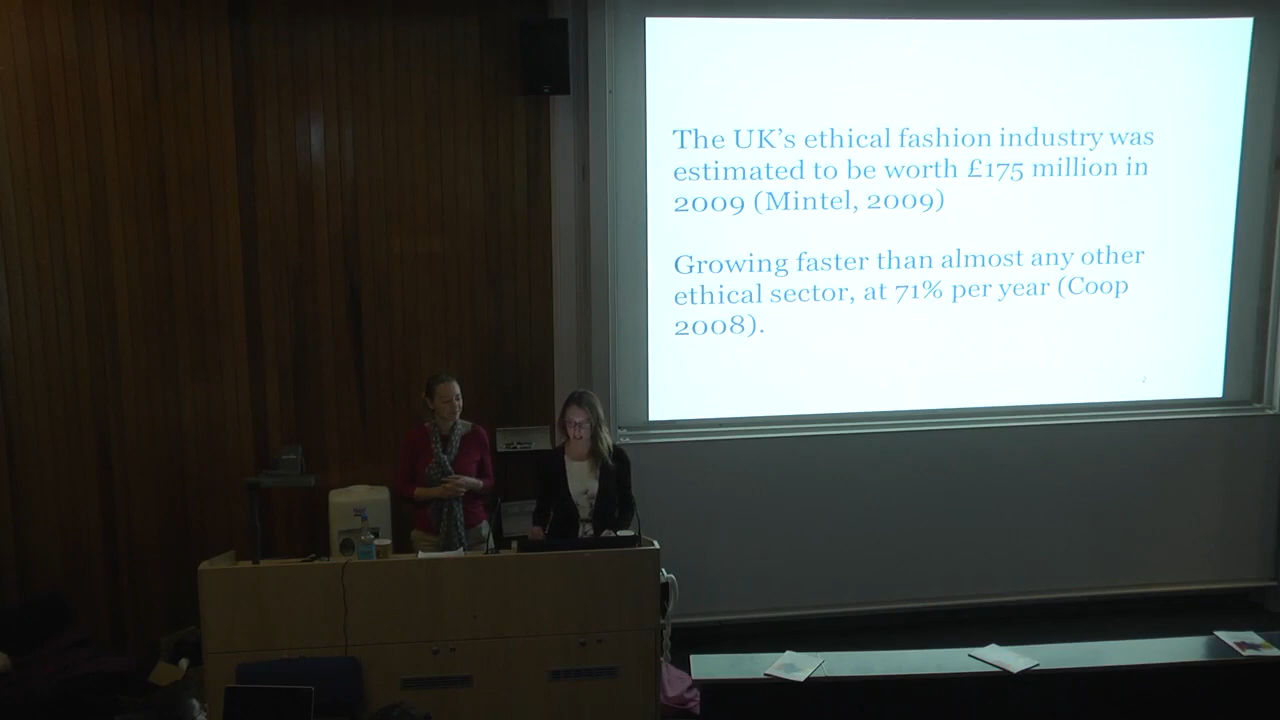 The UK's ethical fashion industry was
estimated to be worth £175 million in
2009 (Mintel, 2009)
Growing faster than almost any other
ethical sector, at 71% per year (Coop
2008).
2